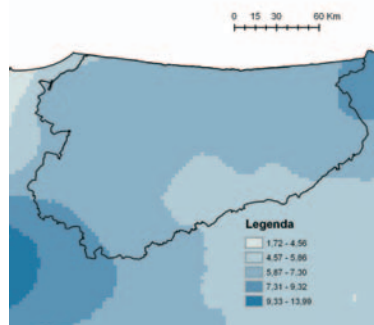 0 15 30 60 Km
Legenda
1,72 - 4,56
4,57 - 5,86
5,87 - 7,30
7,31 - 9,32
9,33 - 13,99